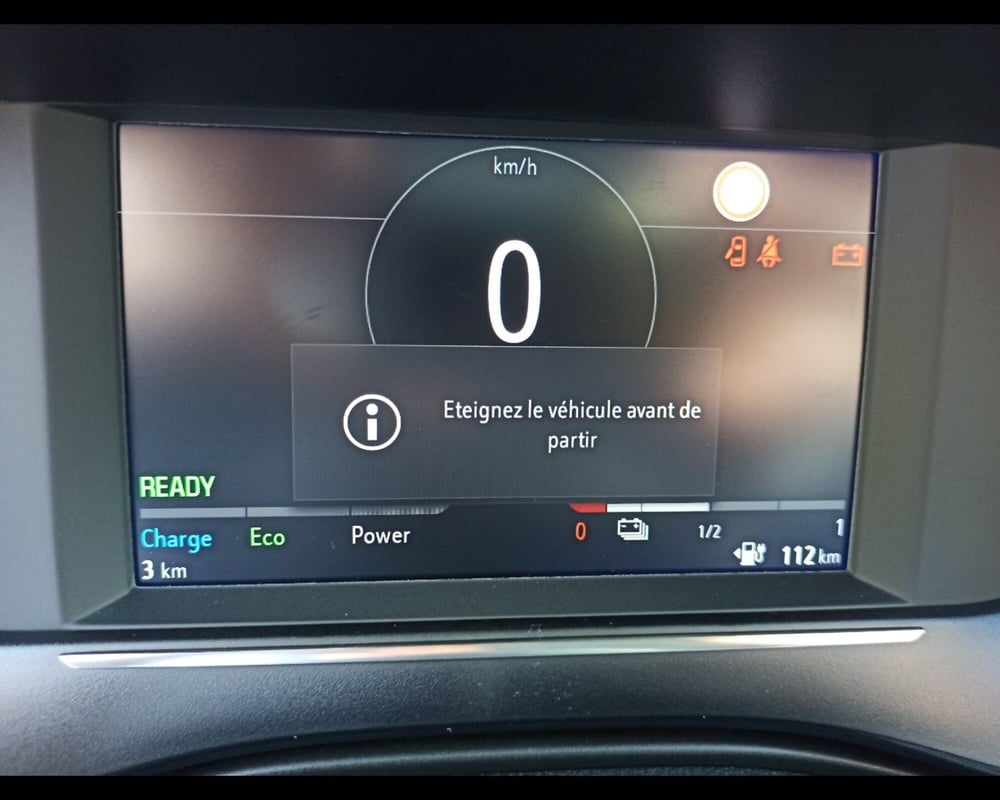 km/h
0
Eteignez le véhicule avant de
partir
READY
Charge Eco Power 0 1/2 1
3 km 112 km